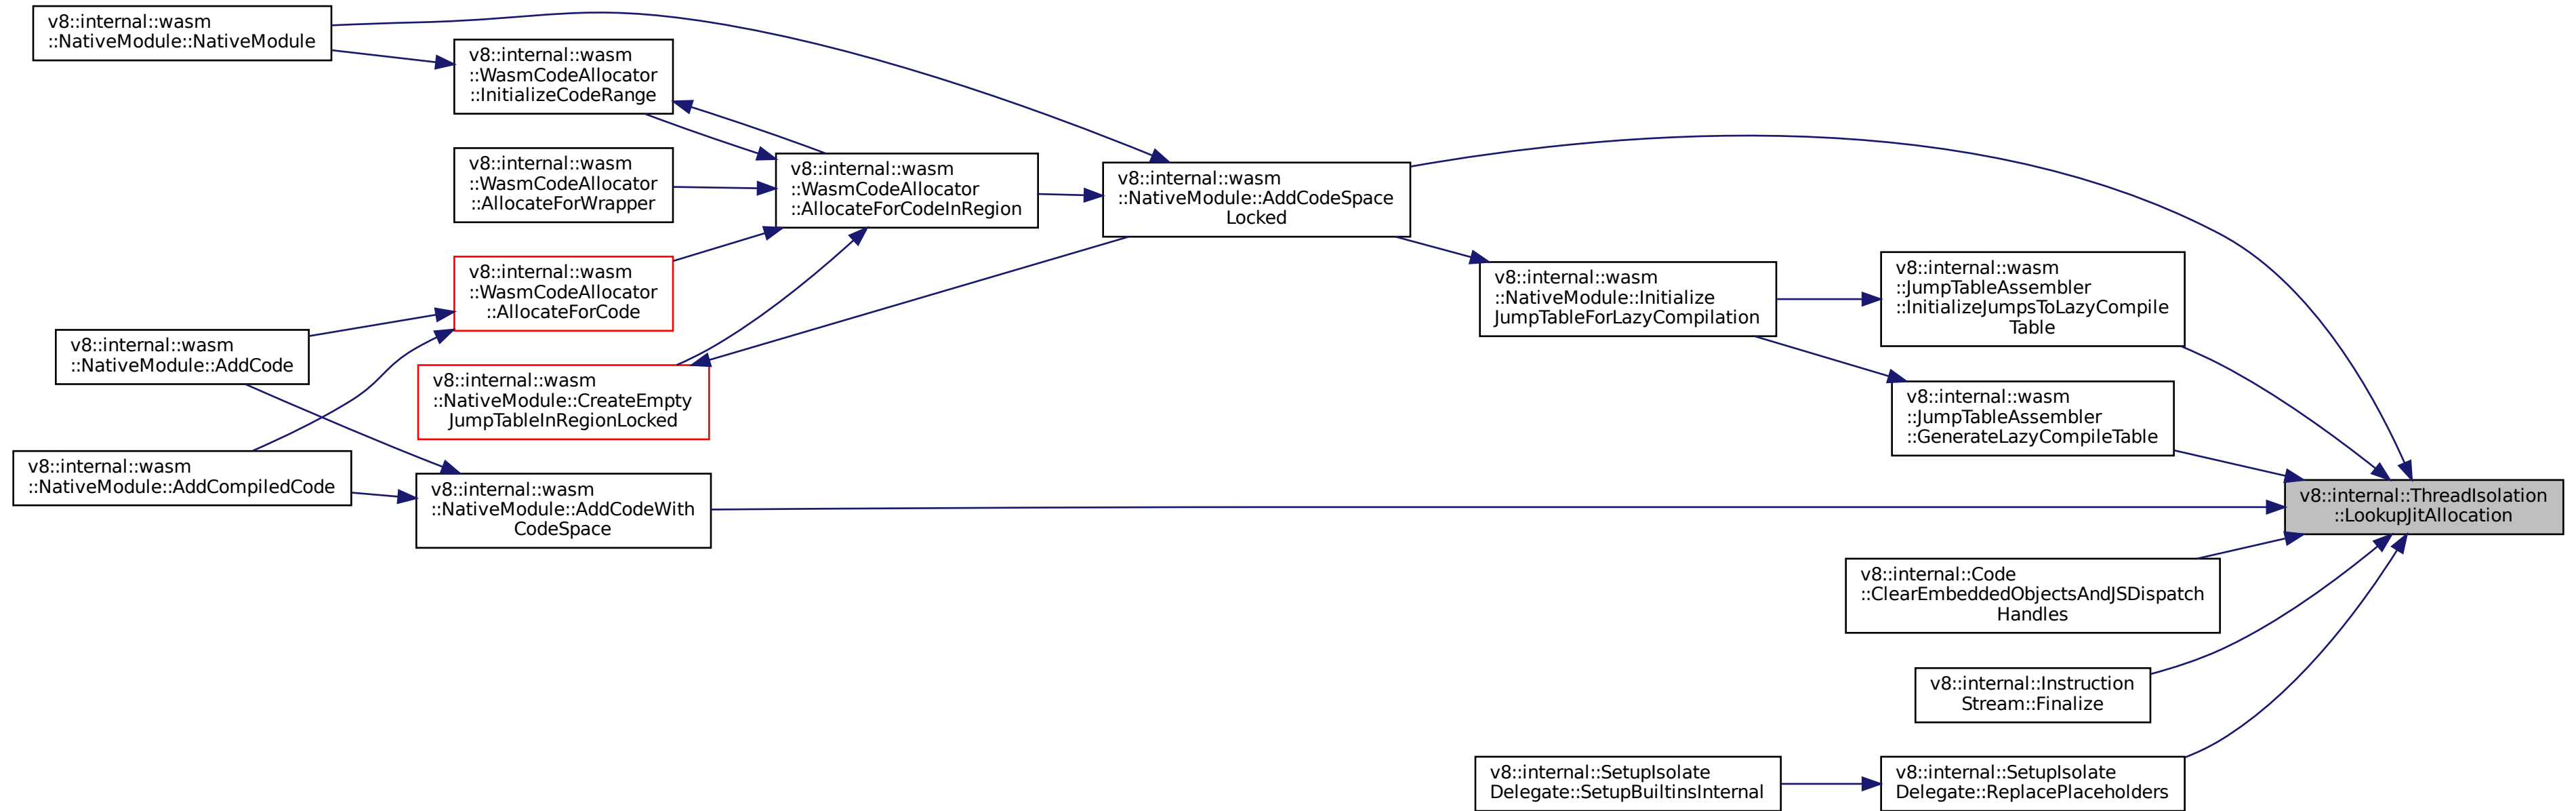 v8::internal::wasm
::NativeModule::NativeModule
v8::internal::wasm
::WasmCodeAllocator
::InitializeCodeRange
v8::internal::wasm
::WasmCodeAllocator
::AllocateForWrapper
v8::internal::wasm
::WasmCodeAllocator
::AllocateForCodeInRegion
v8::internal::wasm
::NativeModule::AddCodeSpace
Locked
v8::internal::wasm
::WasmCodeAllocator
::AllocateForCode
v8::internal::wasm
::NativeModule::Initialize
JumpTableForLazyCompilation
v8::internal::wasm
::JumpTableAssembler
::InitializeJumpsToLazyCompile
Table
v8::internal::wasm
::NativeModule::AddCode
v8::internal::wasm
::NativeModule::CreateEmpty
JumpTableInRegionLocked
v8::internal::wasm
::JumpTableAssembler
::GenerateLazyCompileTable
v8::internal::wasm
::NativeModule::AddCompiledCode
v8::internal::wasm
::NativeModule::AddCodeWith
CodeSpace
v8::internal::ThreadIsolation
::LookupJitAllocation
v8::internal::Code
::ClearEmbeddedObjectsAndJSDispatch
Handles
v8::internal::Instruction
Stream::Finalize
v8::internal::SetupIsolate
Delegate::SetupBuiltinsInternal
v8::internal::SetupIsolate
Delegate::ReplacePlaceholders